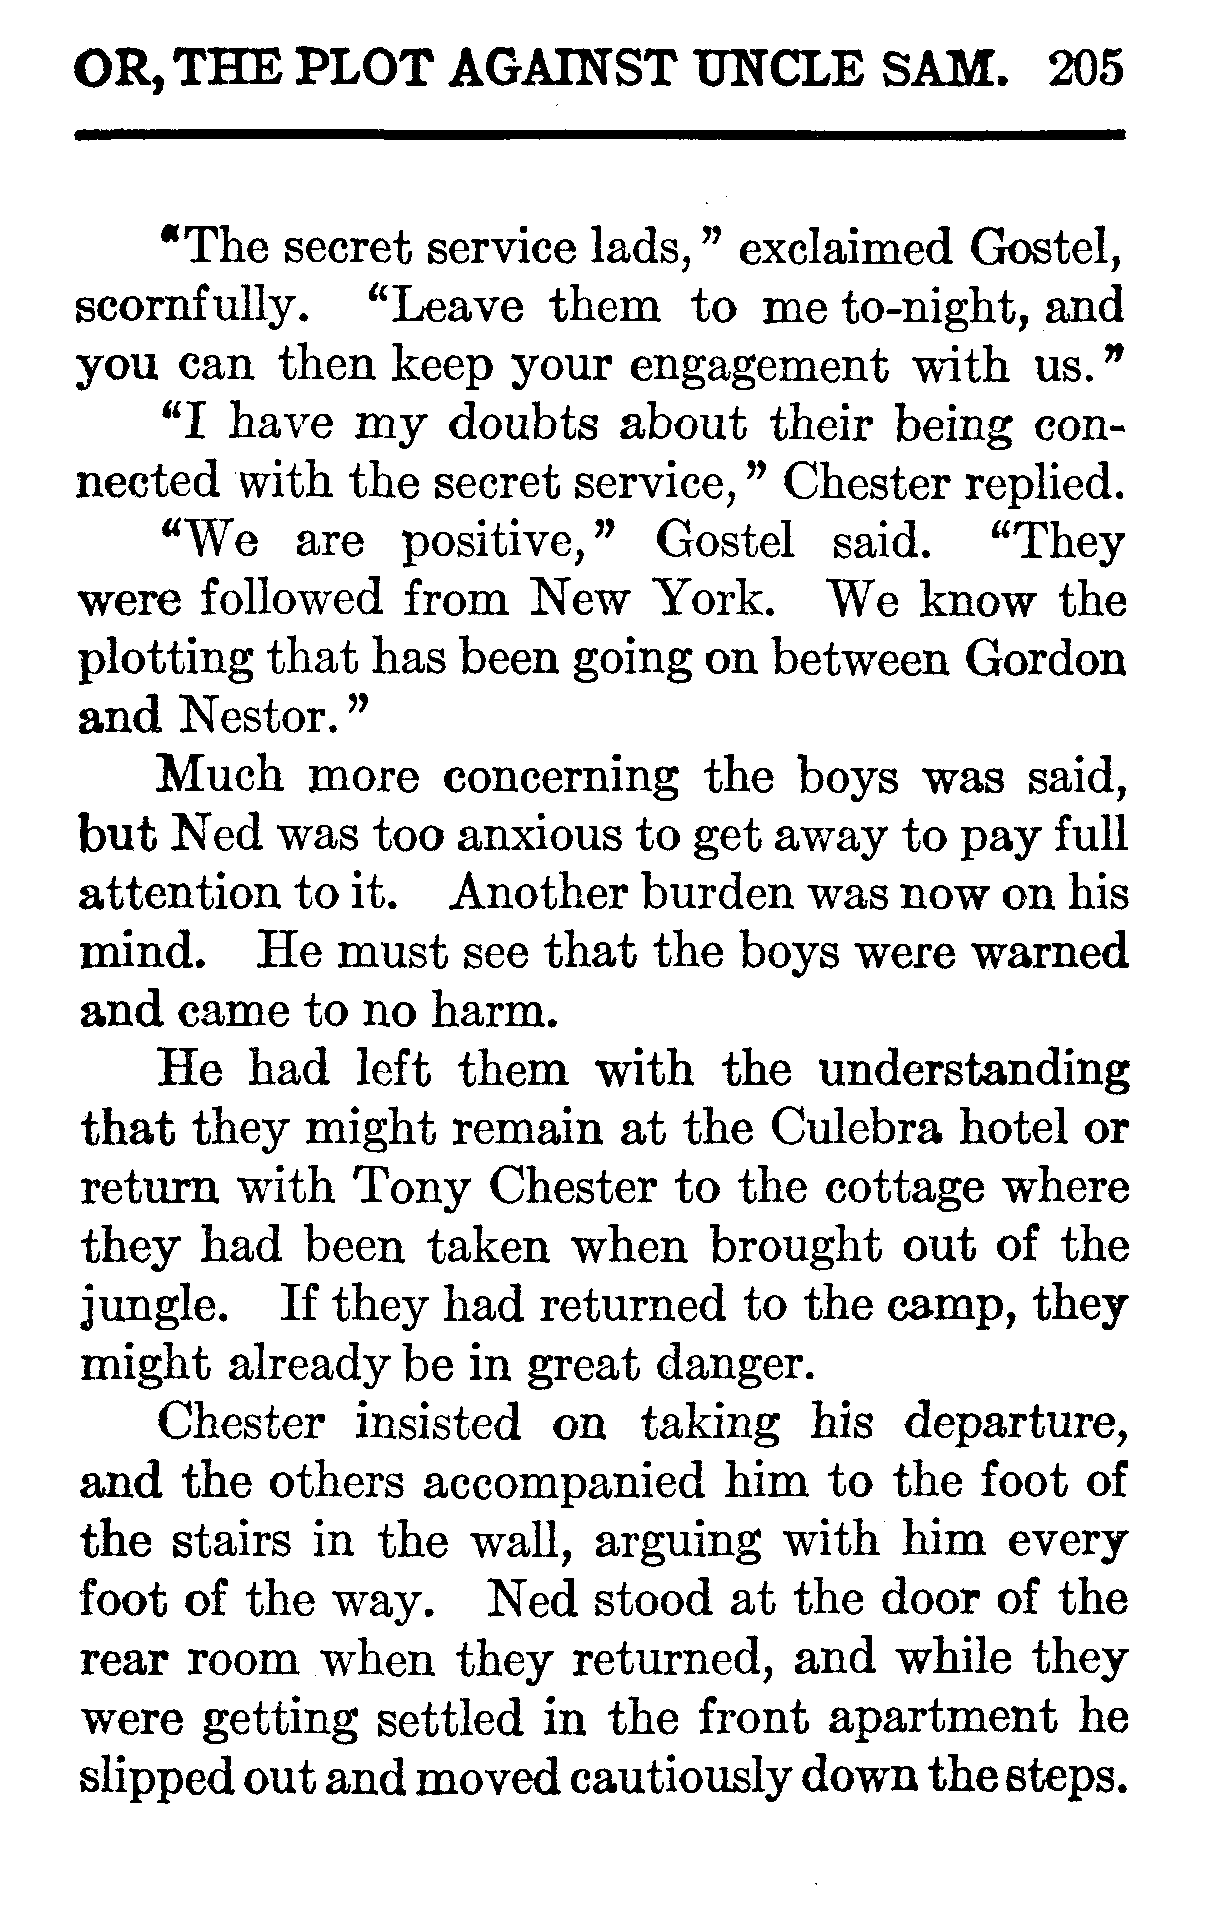 OR, THE PLOT AGAINST UNCLE SAM. 205
"The secret service lads," exclaimed Gostel,
scornfully. "Leave them to me to-night, and
you can then keep your engagement with us."
"I have my doubts about their being con-
nected with the secret service," Chester replied.
"We are positive," Gostel said. "They
were followed from New York. We know the
plotting that has been going on between Gordon
and Nestor."
Much more concerning the boys was said,
but Ned was too anxious to get away to pay full
attention to it. Another burden was now on his
mind. He must see that the boys were warned
and came to no harm.
He had left them with the understanding
that they might remain at the Culebra hotel or
return with Tony Chester to the cottage where
they had been taken when brought out of the
jungle. If they had returned to the camp, they
might already be in great danger.
Chester insisted on taking his departure,
and the others accompanied him to the foot of
the stairs in the wall, arguing with him every
foot of the way. Ned stood at the door of the
rear room when they returned, and while they
were getting settled in the front apartment he
slipped out and moved cautiously down the steps.